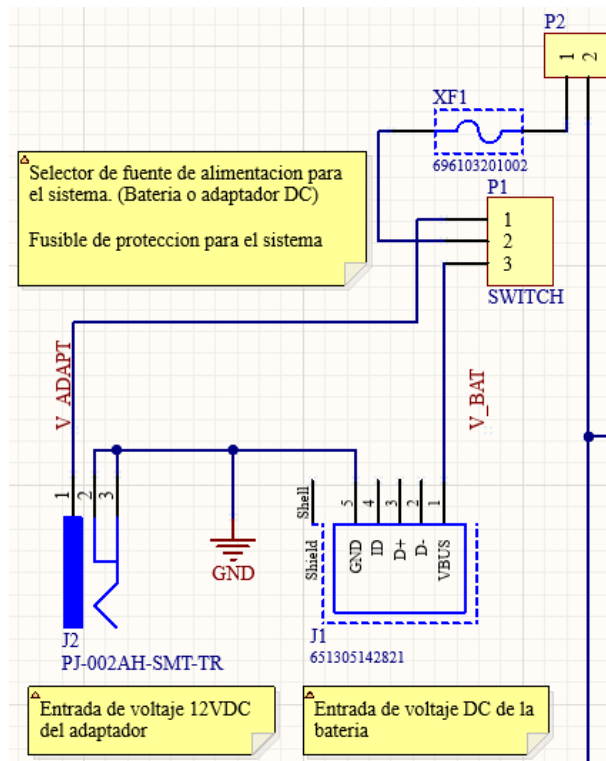 P2
1
2
XF1
696103201002
Selector de fuente de alimentacion para
el sistema. (Bateria o adaptador DC)
Fusible de proteccion para el sistema
P1
1
2
3
SWITCH
V_ADAPT
V_BAT
1
2
3
GND
Shell
5
4
3
2
1
Shield
GND
ID
D+
D-
VBUS
J2
PJ-002AH-SMT-TR
J1
651305142821
Entrada de voltaje 12VDC
del adaptador
Entrada de voltaje DC de la
bateria